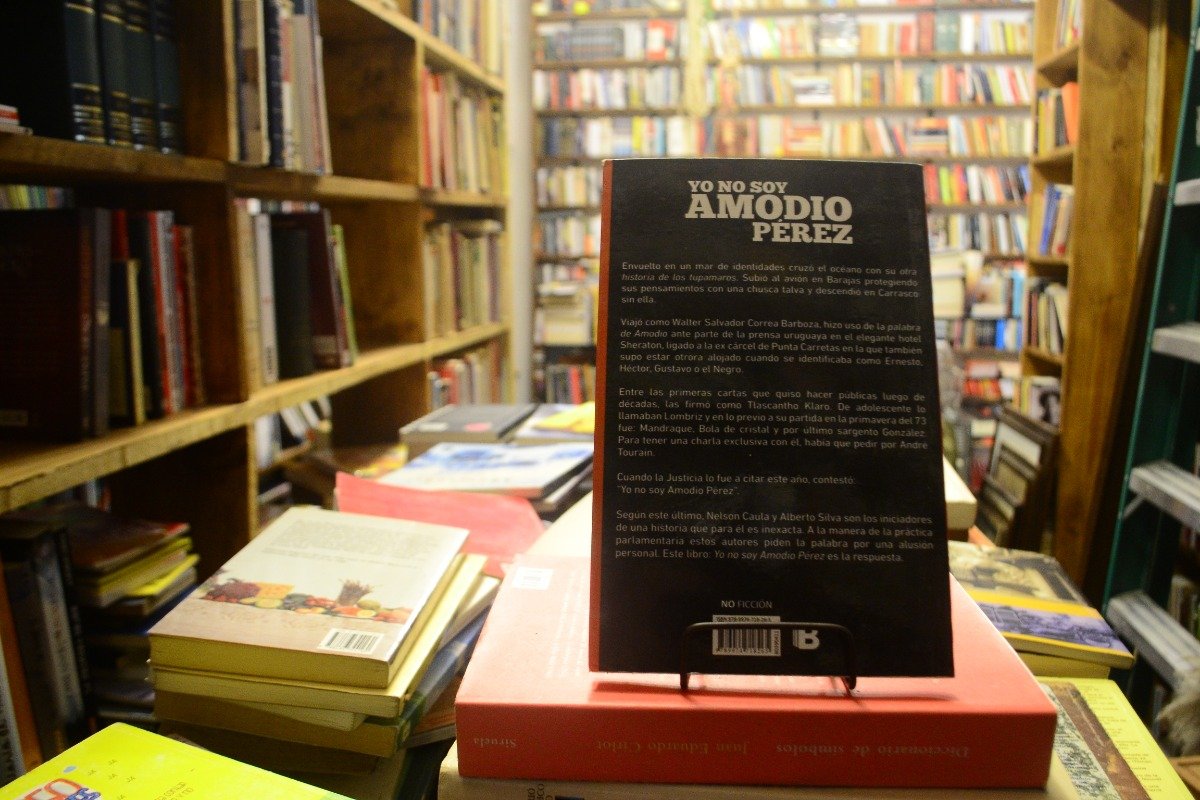 YO NO SOY
AMODIO
PÉREZ
Envuelto en un mar de identidades cruzó el océano con su otra
historia de los tupamaros. Subió al avión en Barajas protegiendo
sus pensamientos con una chusca talva y descendió en Carrasco
sin ella.
Viajó como Walter Salvador Correa Barboza, hizo uso de la palabra
de Amodio ante parte de la prensa uruguaya en el elegante hotel
Sheraton, ligado a la ex cárcel de Punta Carretas en la que también
supo estar otrora alojado cuando se identificaba como Ernesto,
Héctor, Gustavo o el Negro.
Entre las primeras cartas que quiso hacer públicas luego de
décadas, las firmó como Tlascantho Klaro. De adolescente lo
llamaban Lombriz y en lo previo a su partida en la primavera del 73
fue: Mandraque, Bola de cristal y por último sargento González.
Para tener una charla exclusiva con él, había que pedir por André
Tourain.
Cuando la Justicia lo fue a citar este año, contestó:
"Yo no soy Amodio Pérez".
Según este último, Nelson Caula y Alberto Silva son los iniciadores
de una historia que para él es inexacta. A la manera de la práctica
parlamentaria estos autores piden la palabra por una alusión
personal. Este libro: Yo no soy Amodio Pérez es la respuesta.
NO FICCIÓN
B
Diccionario de símbolos Juan Eduardo Cirlot Siruela